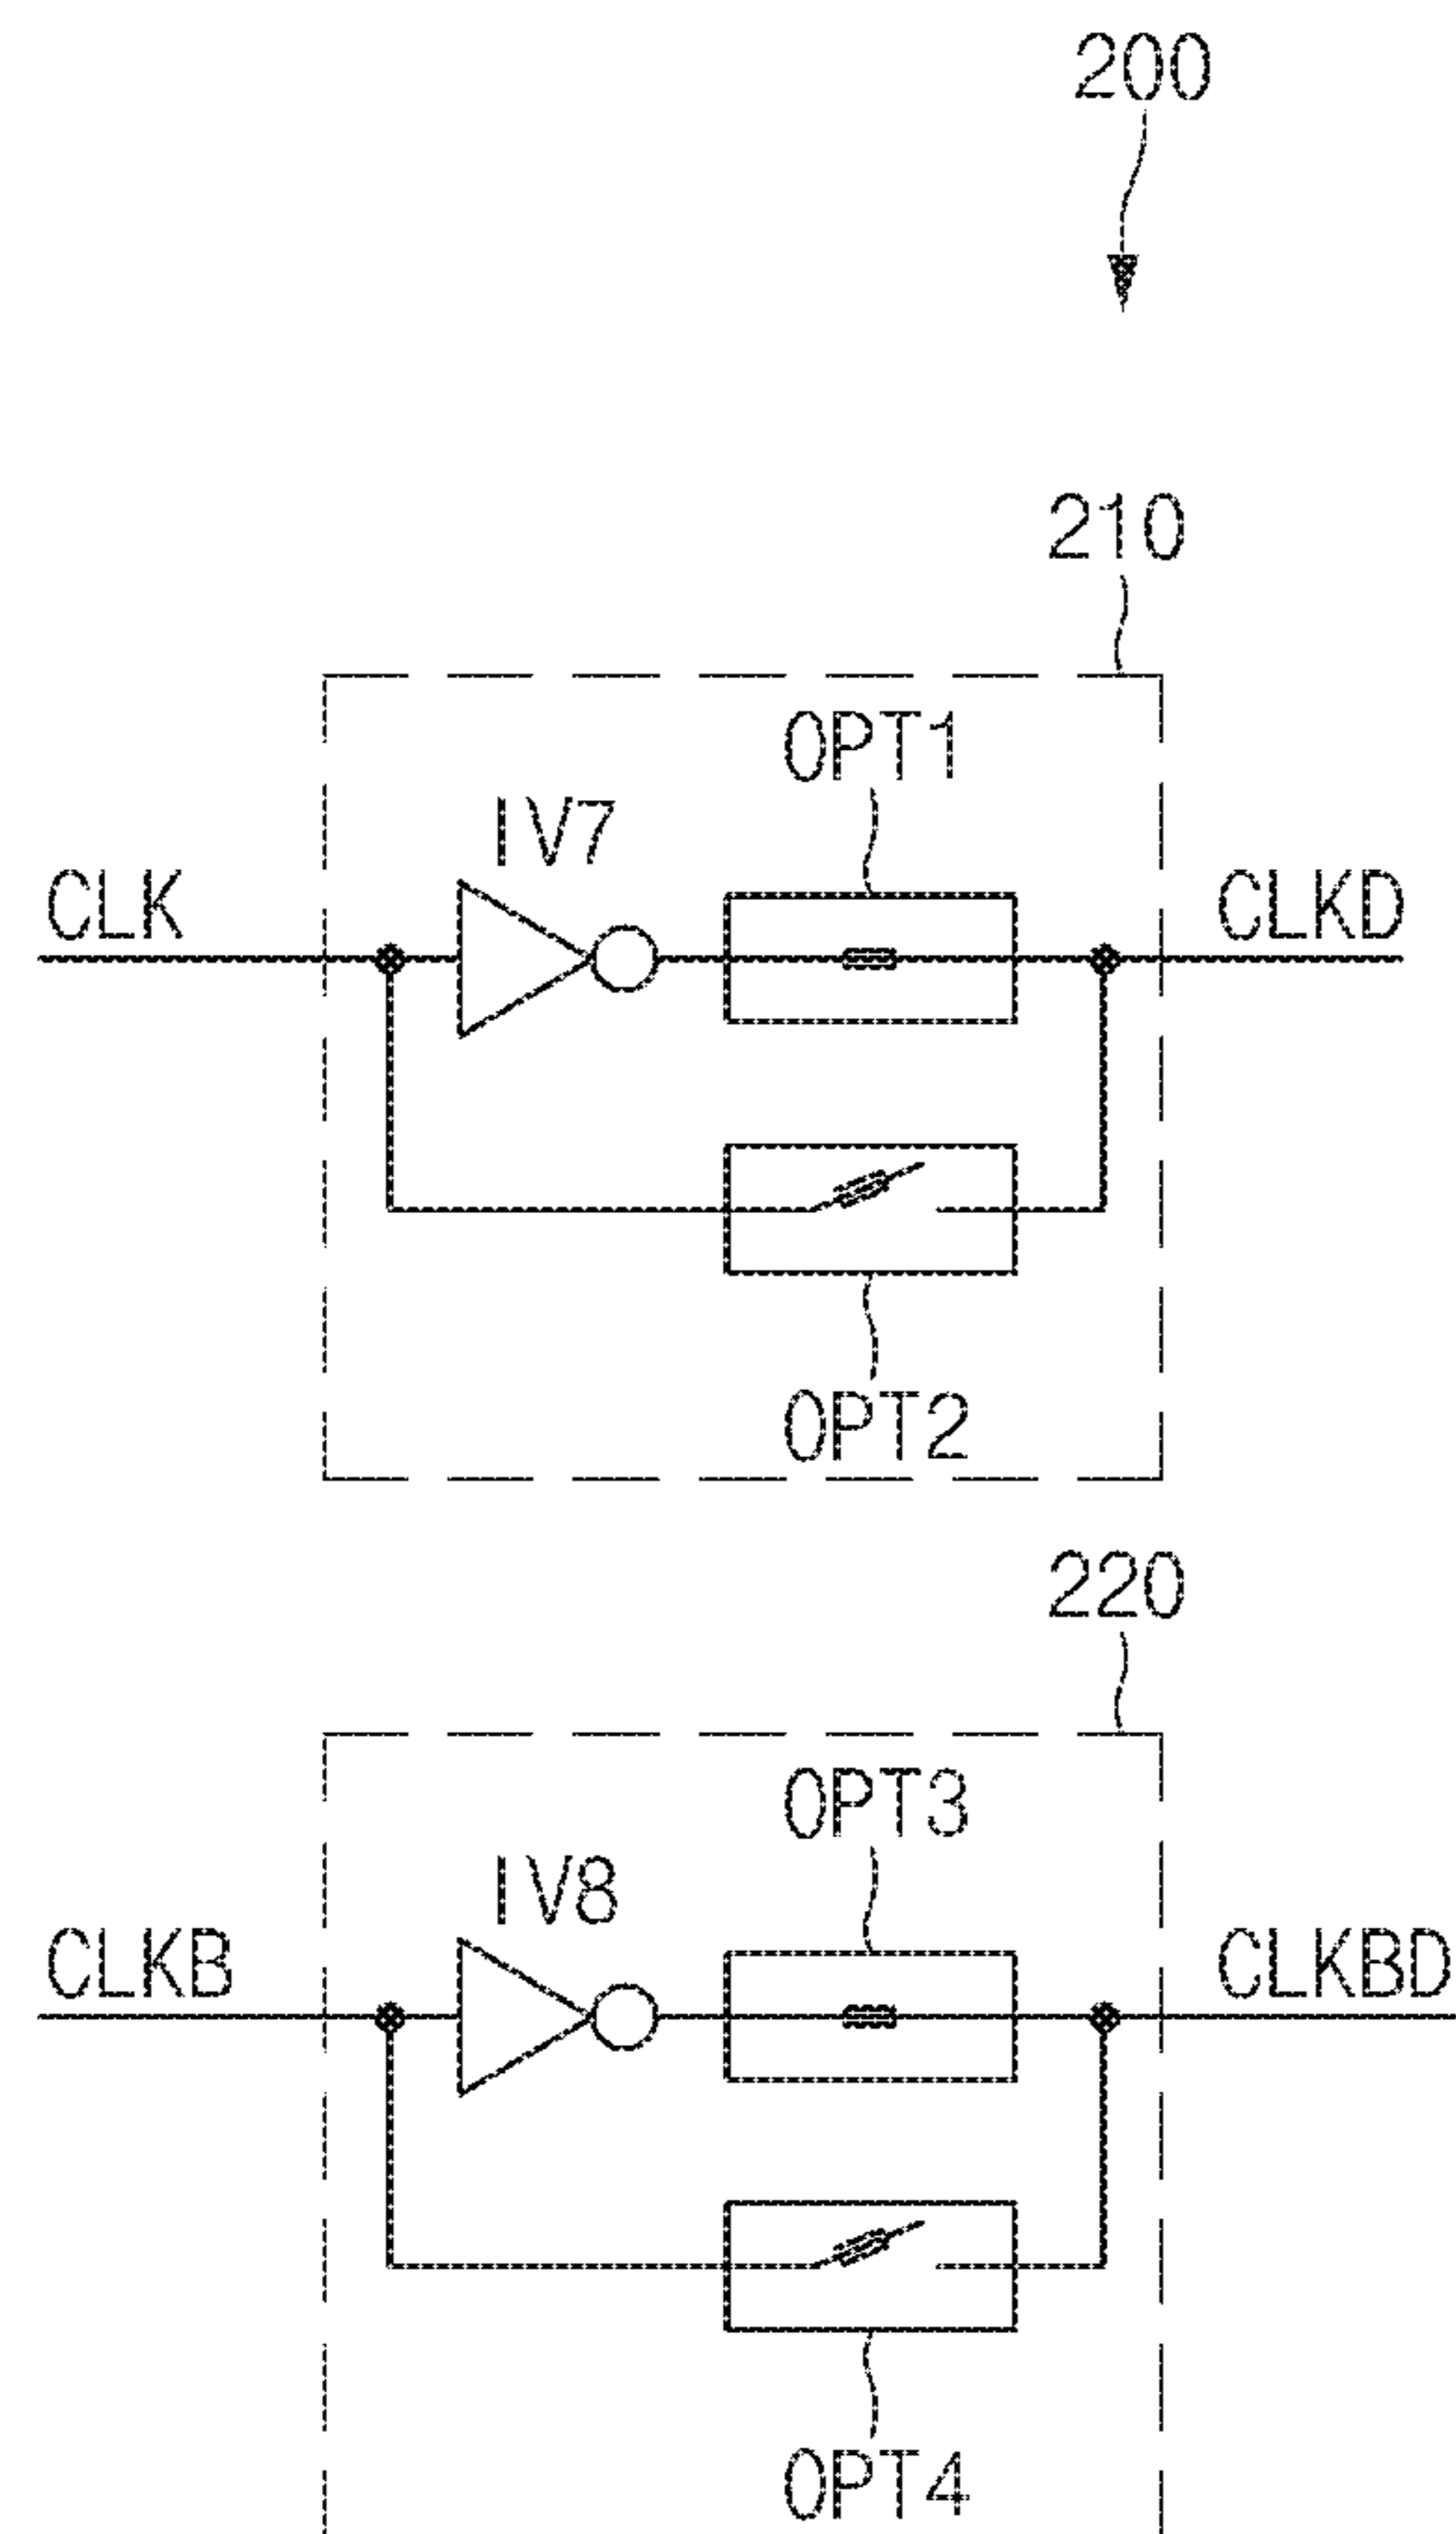 200
210
OPT1
IV7
CLK
CLKD
OPT2
220
OPT3
IV8
CLKB
CLKBD
OPT4